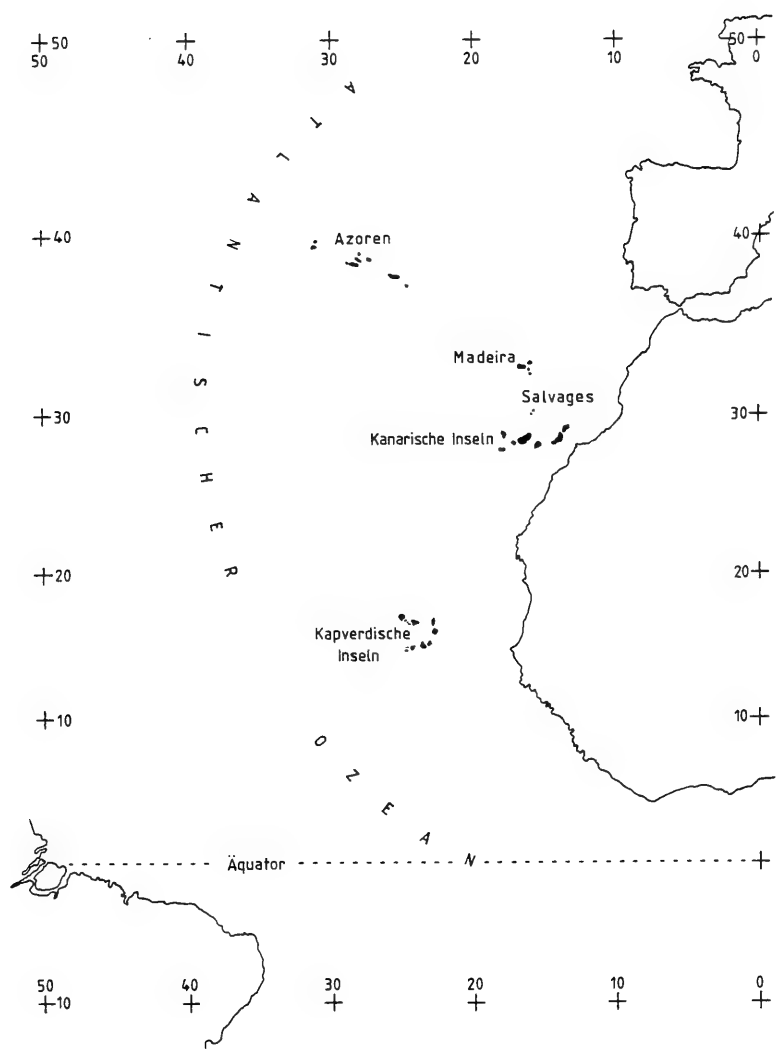 50
50 40 30 20 10 0
50
ATLANTISCHER
40
Azoren
40
Madeira
Salvages
30
30
Kanarische Inseln
20
20
Kapverdische
Inseln
10
10
OZEAN
Äquator
50 40 30 20 10 0
10